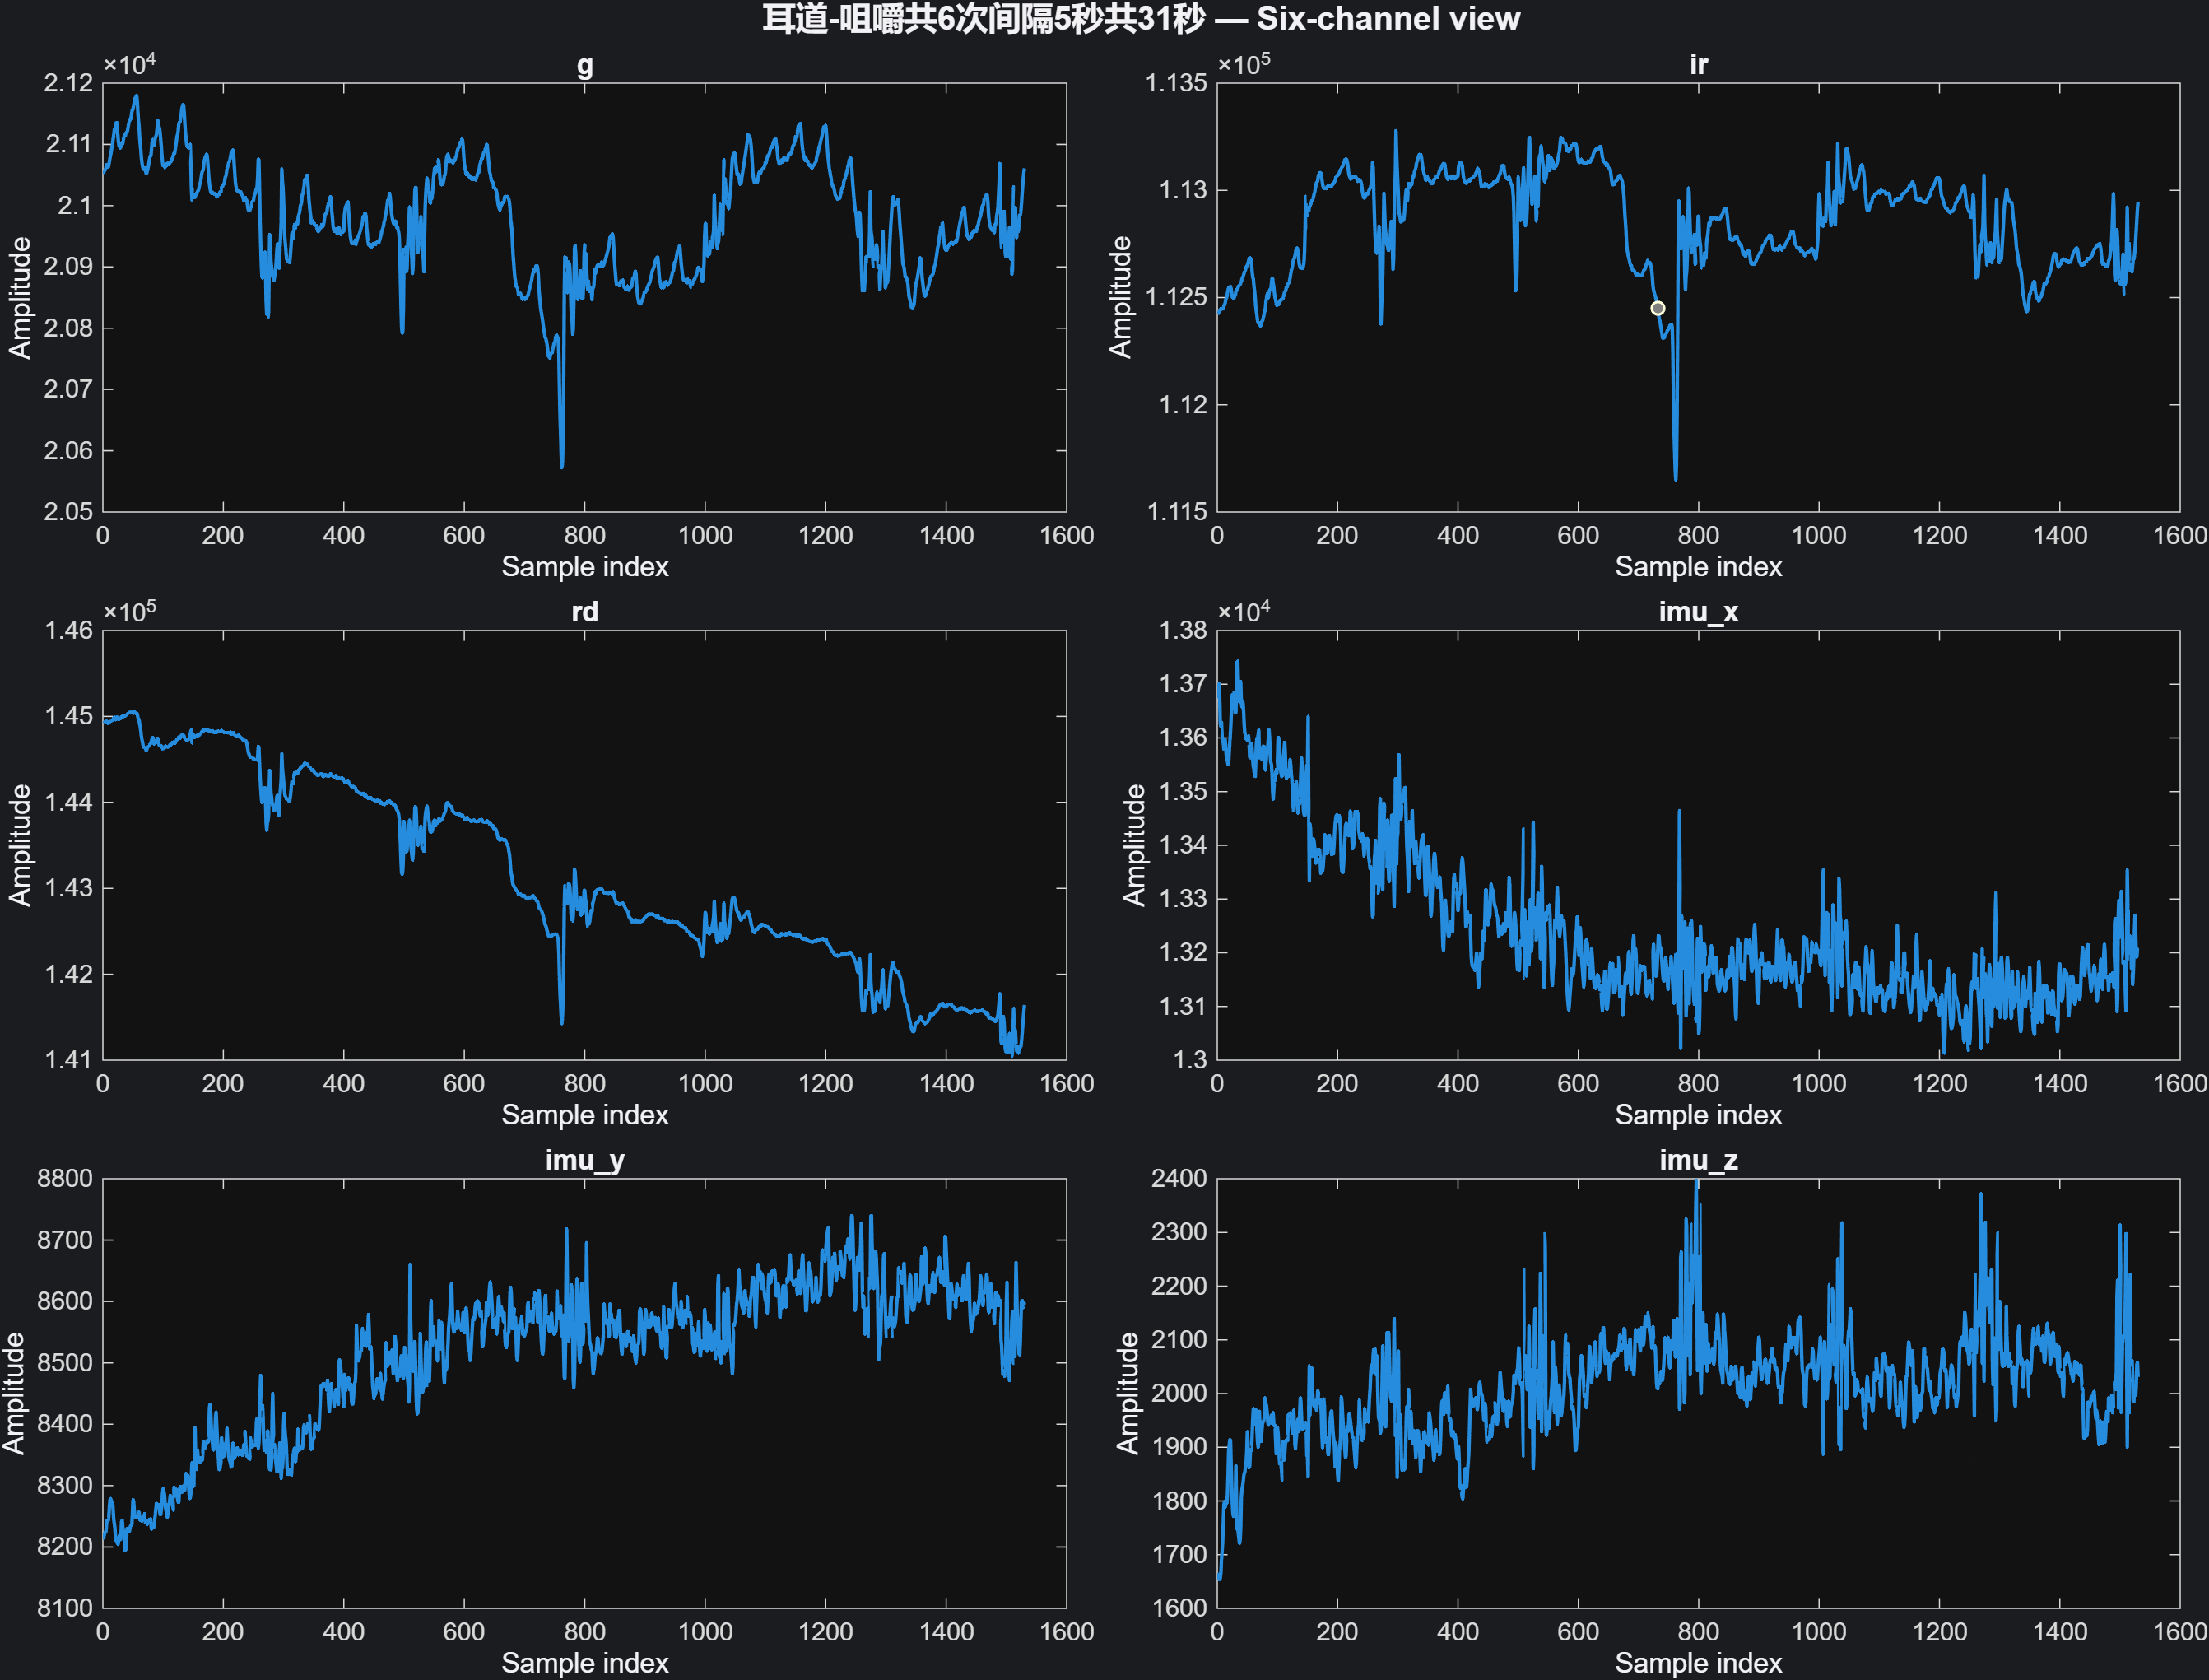 耳道-咀嚼共6次间隔5秒共31秒 — Six-channel view
g
×10⁴
2.12
2.11
2.1
2.09
2.08
2.07
2.06
2.05
Amplitude
0 200 400 600 800 1000 1200 1400 1600
Sample index
ir
×10⁵
1.135
1.13
1.125
1.12
1.115
Amplitude
0 200 400 600 800 1000 1200 1400 1600
Sample index
rd
×10⁵
1.46
1.45
1.44
1.43
1.42
1.41
Amplitude
0 200 400 600 800 1000 1200 1400 1600
Sample index
imu_x
×10⁴
1.38
1.37
1.36
1.35
1.34
1.33
1.32
1.31
1.3
Amplitude
0 200 400 600 800 1000 1200 1400 1600
Sample index
imu_y
8800
8700
8600
8500
8400
8300
8200
8100
Amplitude
0 200 400 600 800 1000 1200 1400 1600
Sample index
imu_z
2400
2300
2200
2100
2000
1900
1800
1700
1600
Amplitude
0 200 400 600 800 1000 1200 1400 1600
Sample index